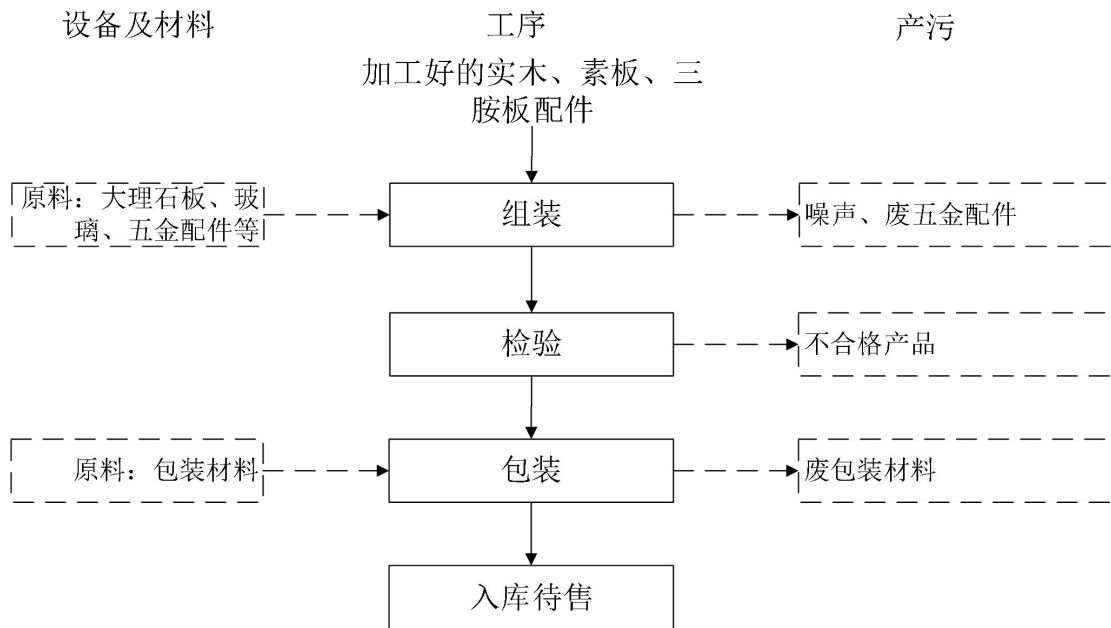 设备及材料
工序
产污
加工好的实木、素板、三
胺板配件
原料：大理石板、玻
璃、五金配件等
组装
噪声、废五金配件
检验
不合格产品
原料：包装材料
包装
废包装材料
入库待售